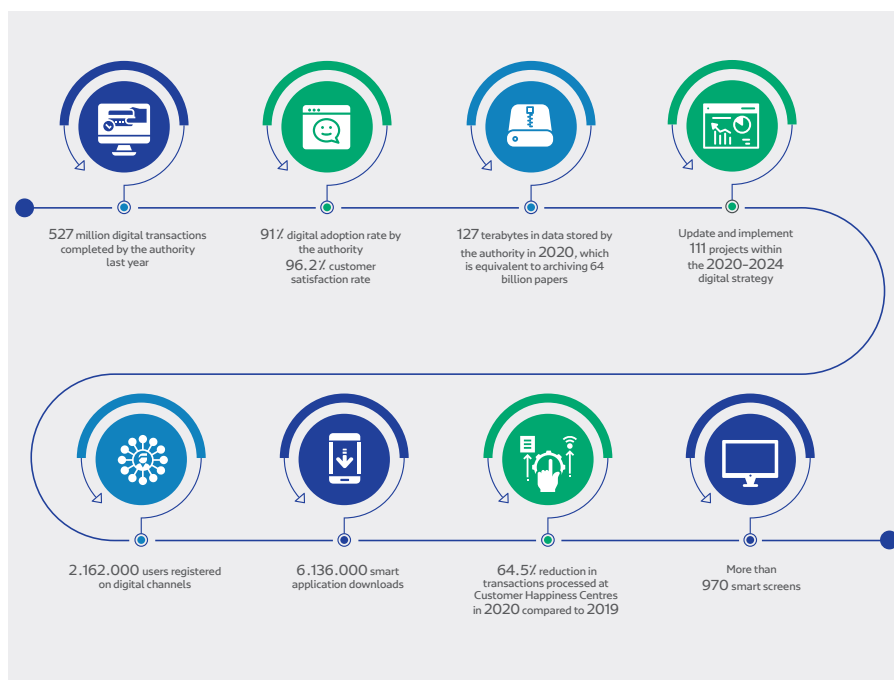 527 million digital transactions
completed by the authority
last year
91% digital adoption rate by
the authority
96.2% customer
satisfaction rate
127 terabytes in data stored by
the authority in 2020, which
is equivalent to archiving 64
billion papers
Update and implement
111 projects within
the 2020-2024
digital strategy
2.162.000 users registered
on digital channels
6.136.000 smart
application downloads
64.5% reduction in
transactions processed at
Customer Happiness Centres
in 2020 compared to 2019
More than
970 smart screens